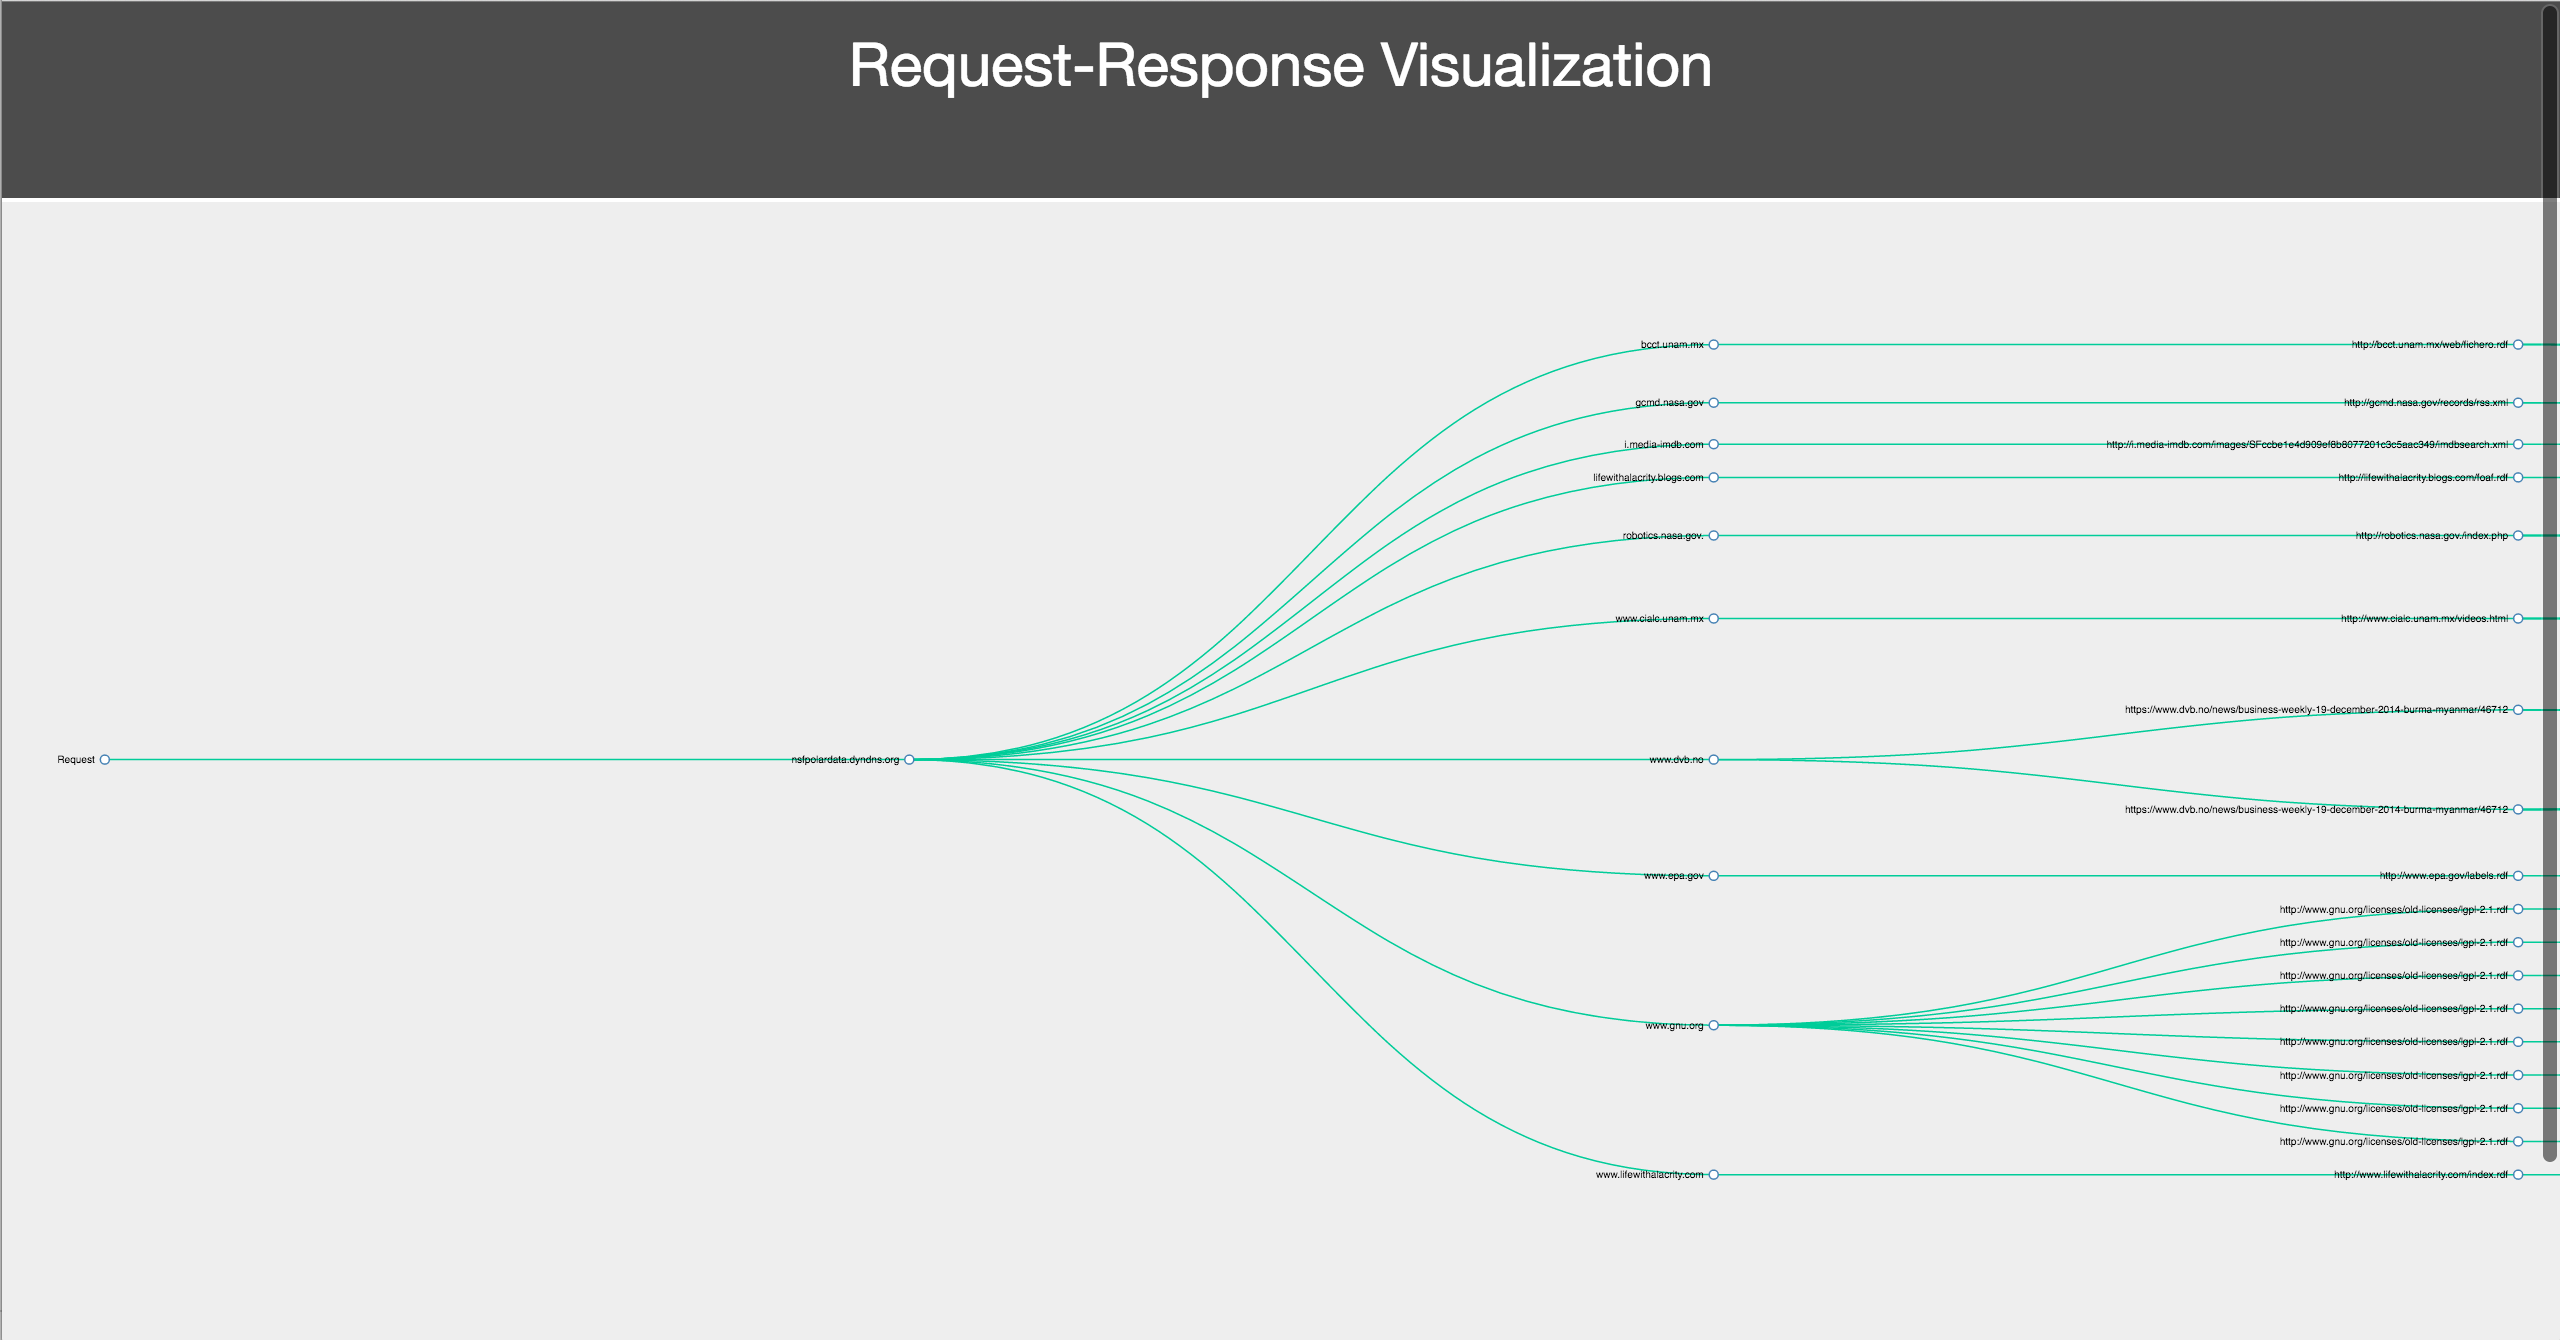 Request-Response Visualization
bcct.unam.mx
http://bcct.unam.mx/web/fichero.rdf
gcmd.nasa.gov
http://gcmd.nasa.gov/records/rss.xml
i.media-imdb.com
http://i.media-imdb.com/images/SFccbe1e4d909ef8b8077201c3c5aac349/imdbsearch.xml
lifewithalacrity.blogs.com
http://lifewithalacrity.blogs.com/foaf.rdf
robotics.nasa.gov.
http://robotics.nasa.gov./index.php
www.cialc.unam.mx
http://www.cialc.unam.mx/videos.html
https://www.dvb.no/news/business-weekly-19-december-2014-burma-myanmar/46712
Request
nsfpolardata.dyndns.org
www.dvb.no
https://www.dvb.no/news/business-weekly-19-december-2014-burma-myanmar/46712
www.epa.gov
http://www.epa.gov/labels.rdf
http://www.gnu.org/licenses/old-licenses/lgpl-2.1.rdf
http://www.gnu.org/licenses/old-licenses/lgpl-2.1.rdf
http://www.gnu.org/licenses/old-licenses/lgpl-2.1.rdf
http://www.gnu.org/licenses/old-licenses/lgpl-2.1.rdf
www.gnu.org
http://www.gnu.org/licenses/old-licenses/lgpl-2.1.rdf
http://www.gnu.org/licenses/old-licenses/lgpl-2.1.rdf
http://www.gnu.org/licenses/old-licenses/lgpl-2.1.rdf
http://www.gnu.org/licenses/old-licenses/lgpl-2.1.rdf
www.lifewithalacrity.com
http://www.lifewithalacrity.com/index.rdf